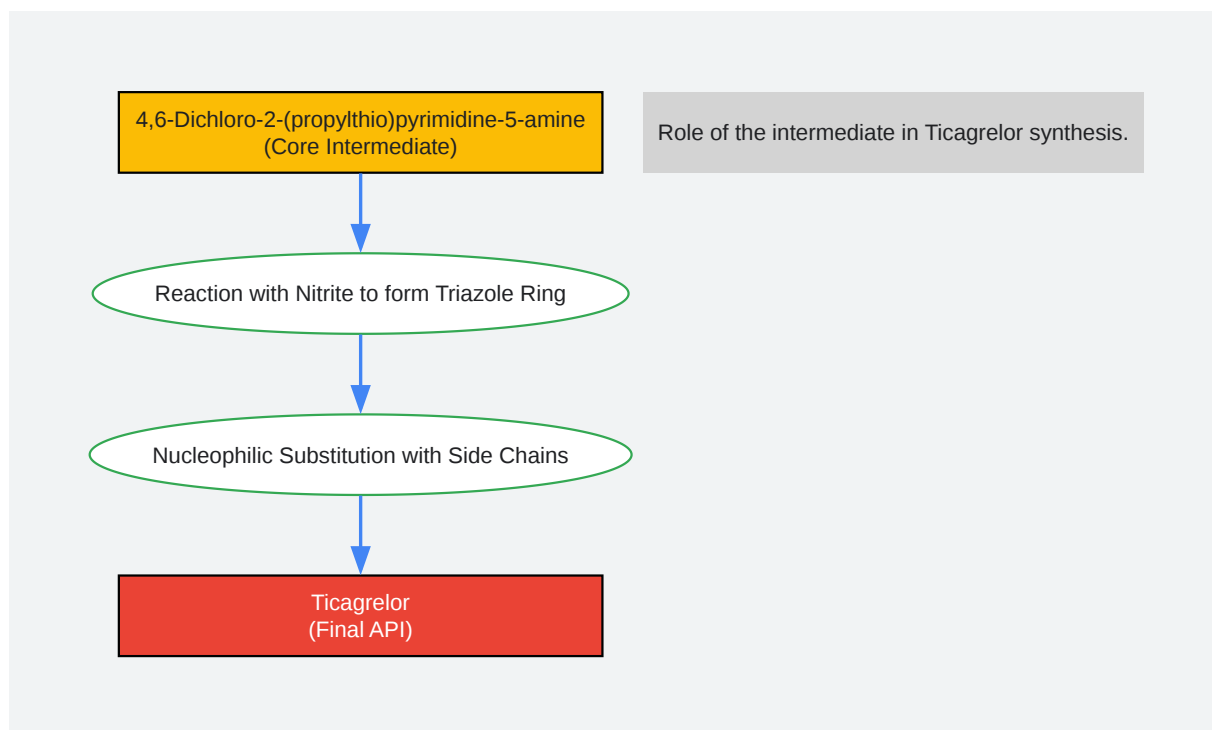 4,6-Dichloro-2-(propylthio)pyrimidine-5-amine
(Core Intermediate)
Role of the intermediate in Ticagrelor synthesis.
Reaction with Nitrite to form Triazole Ring
Nucleophilic Substitution with Side Chains
Ticagrelor
(Final API)